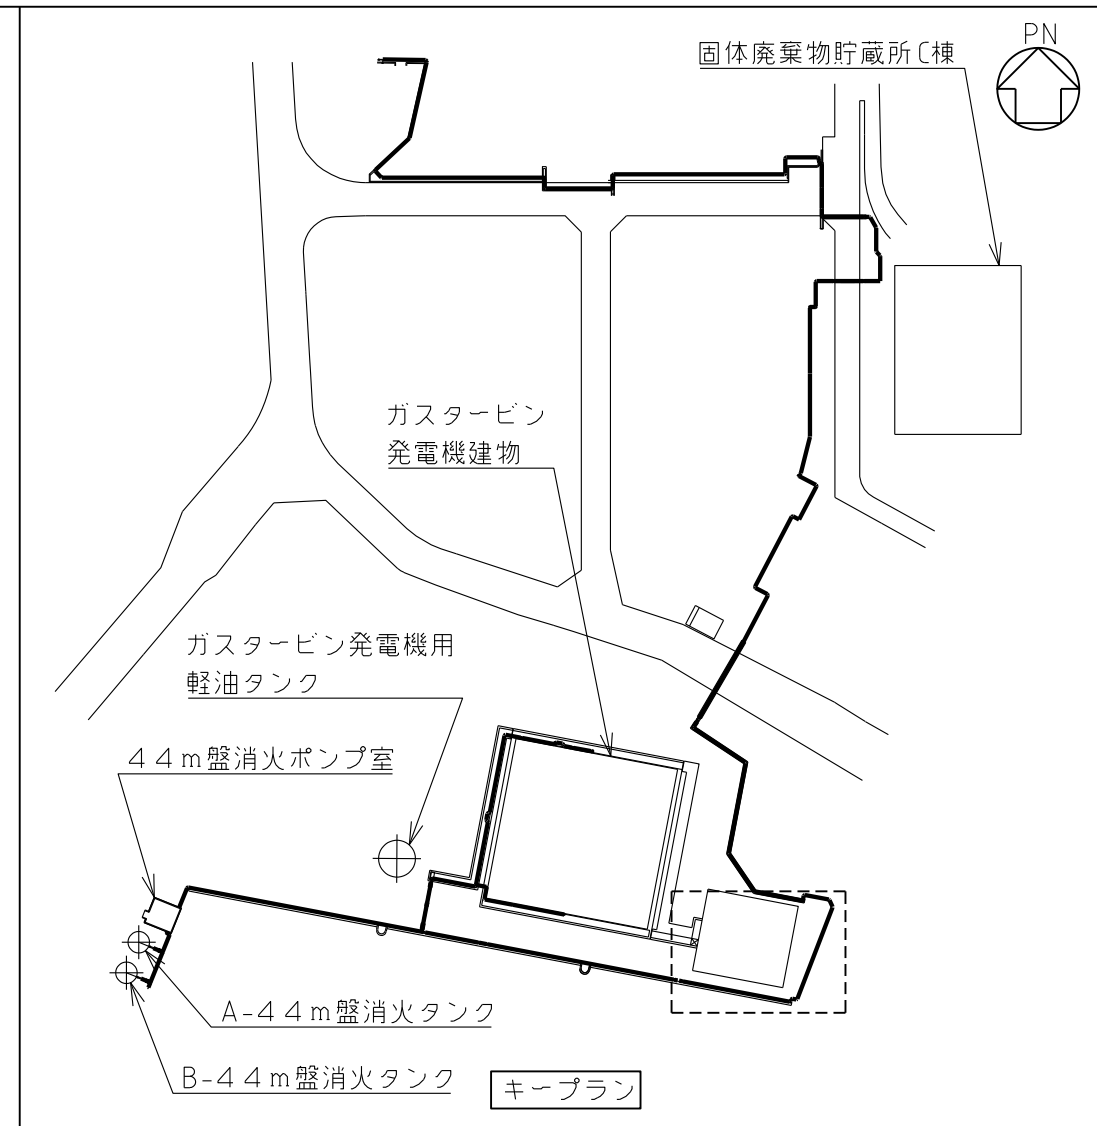 PN
固体廃棄物貯蔵所C棟
ガスタービン
発電機建物
ガスタービン発電機用
軽油タンク
44m盤消火ポンプ室
A-44m盤消火タンク
B-44m盤消火タンク
キープラン